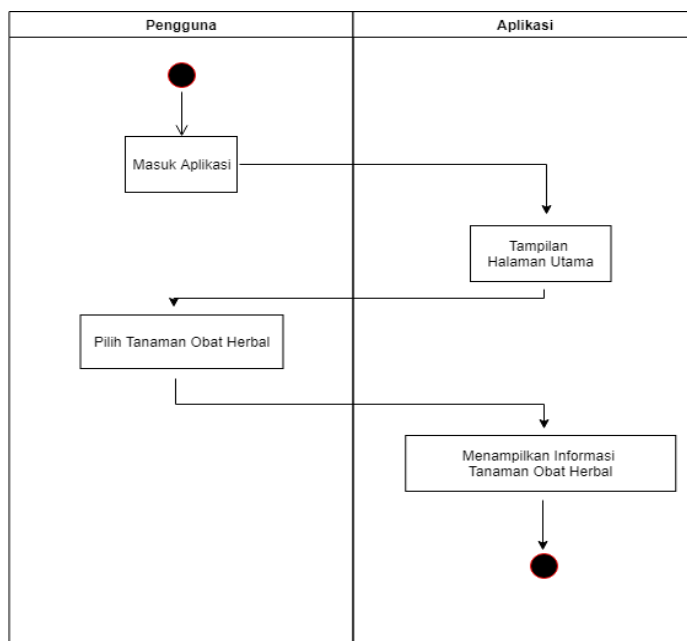 Pengguna
Aplikasi
Masuk Aplikasi
Tampilan
Halaman Utama
Pilih Tanaman Obat Herbal
Menampilkan Informasi
Tanaman Obat Herbal